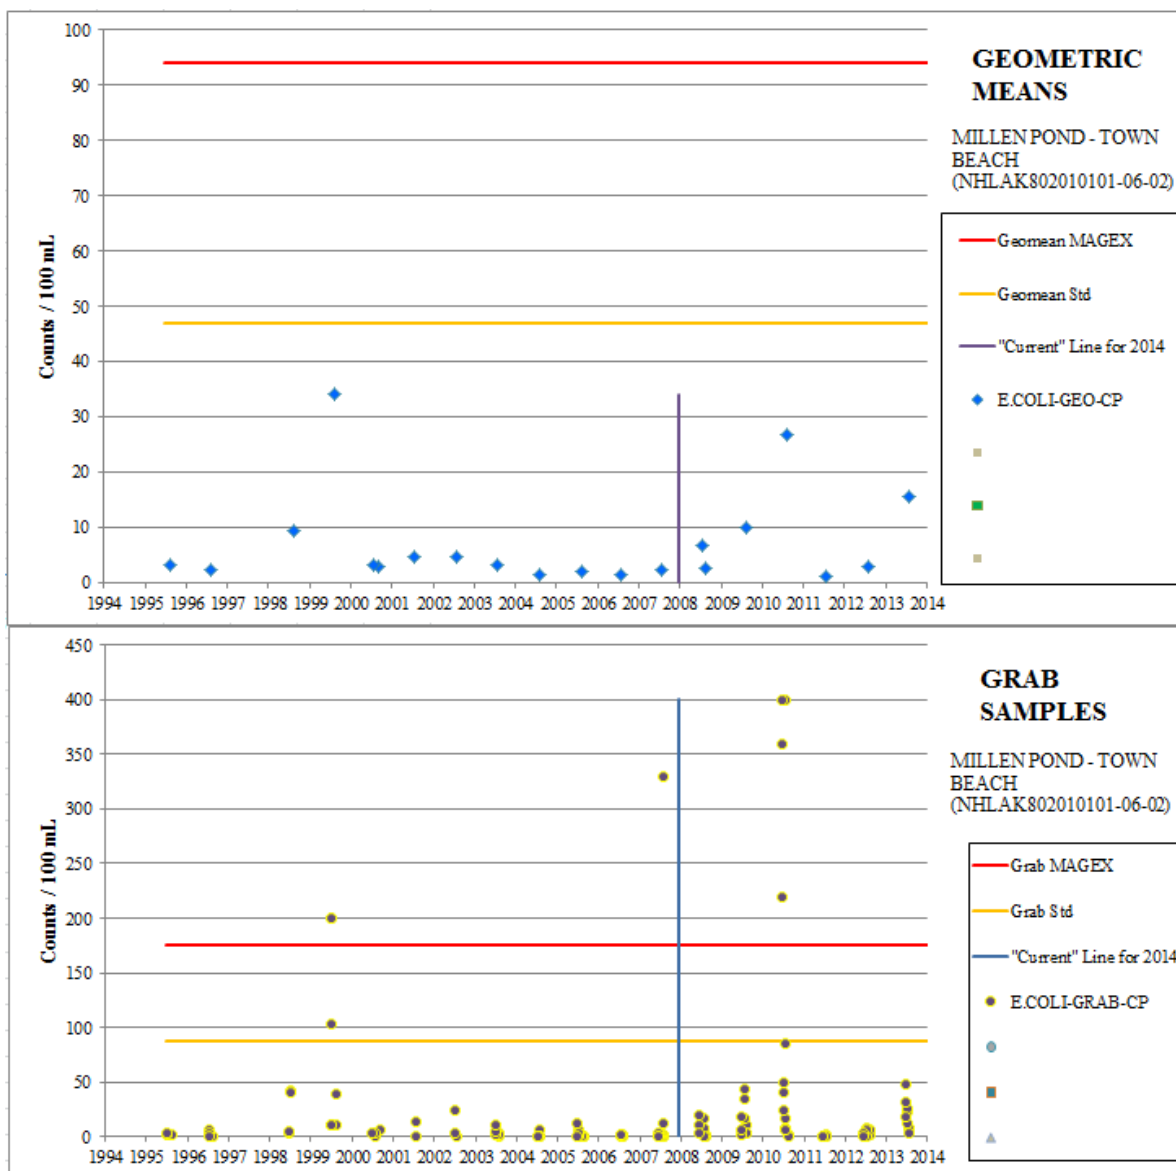 GEOMETRIC
MEANS
MILLEN POND - TOWN
BEACH
(NHLAK802010101-06-02)
100
90
80
70
60
50
40
30
20
10
0
Counts / 100 mL
1994 1995 1996 1997 1998 1999 2000 2001 2002 2003 2004 2005 2006 2007 2008 2009 2010 2011 2012 2013 2014
Geomean MAGEX
Geomean Std
"Current" Line for 2014
E.COLI-GEO-CP
GRAB
SAMPLES
MILLEN POND - TOWN
BEACH
(NHLAK802010101-06-02)
450
400
350
300
250
200
150
100
50
0
Counts / 100 mL
1994 1995 1996 1997 1998 1999 2000 2001 2002 2003 2004 2005 2006 2007 2008 2009 2010 2011 2012 2013 2014
Grab MAGEX
Grab Std
"Current" Line for 2014
E.COLI-GRAB-CP